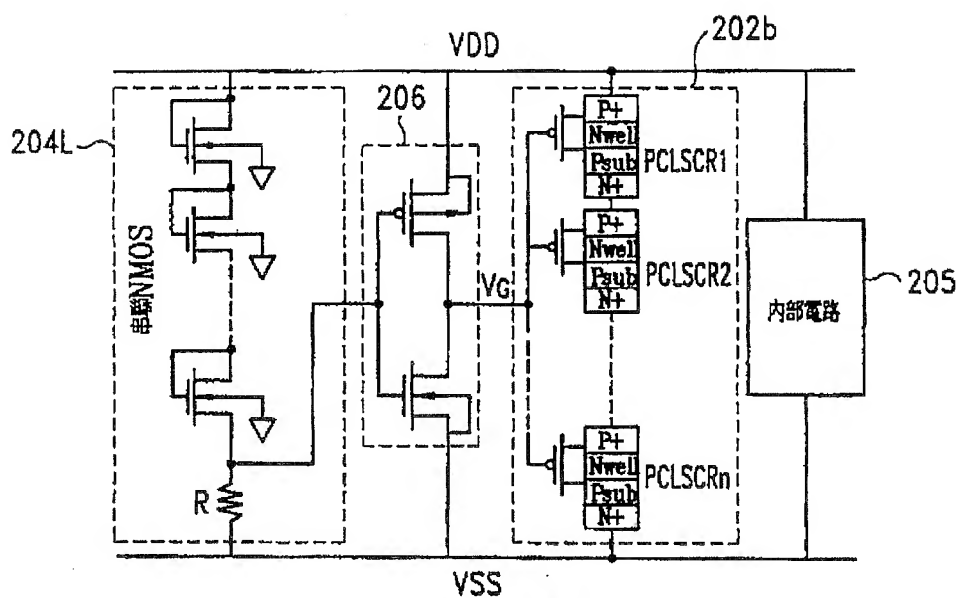 202b
VDD
206
204L
P+
Nwell
Psub
N+
PCLSCR1
P+
Nwell
Psub
N+
PCLSCR2
串聯NMOS
VG
205
內部電路
P+
Nwell
Psub
N+
PCLSCRn
R
VSS